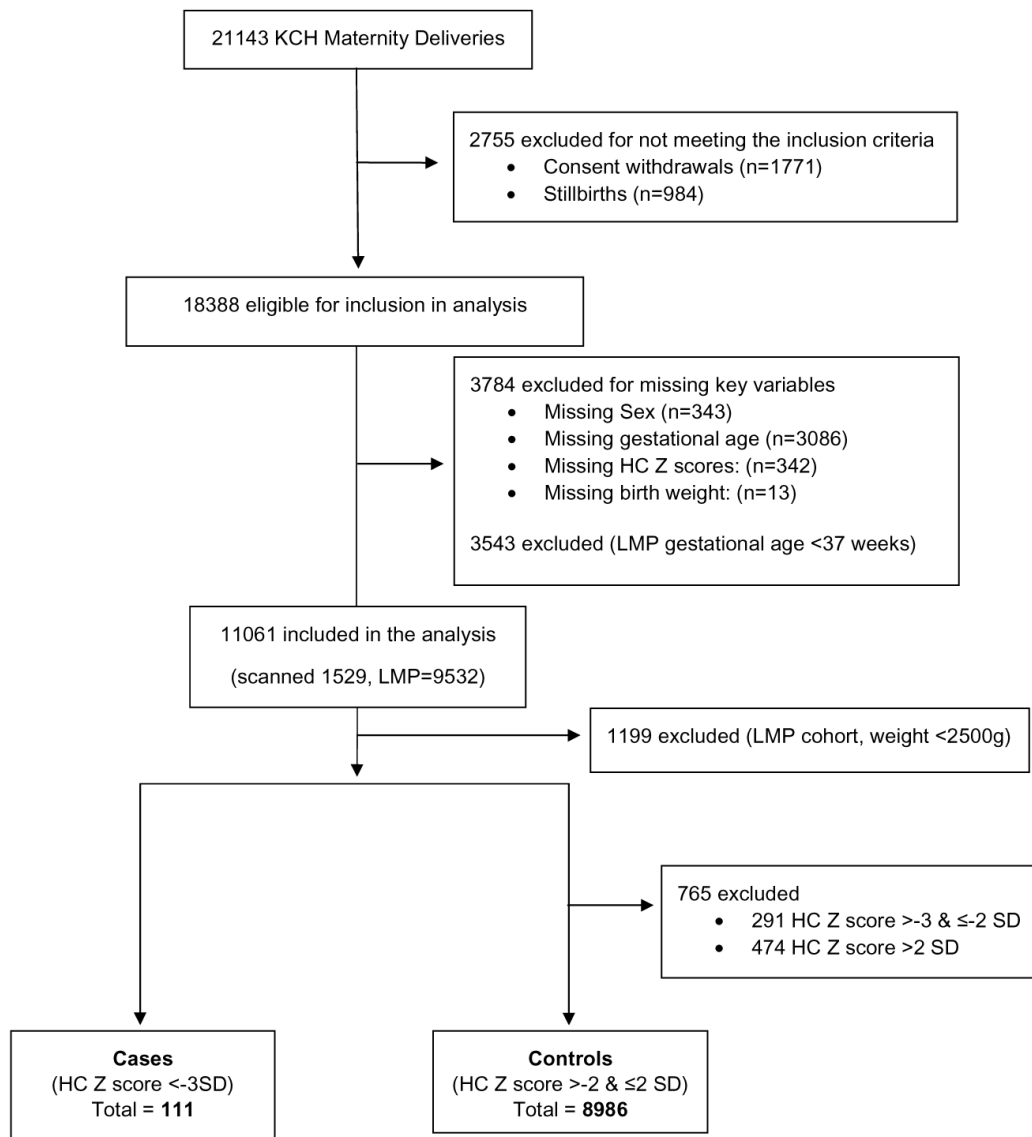 21143 KCH Maternity Deliveries
2755 excluded for not meeting the inclusion criteria
• Consent withdrawals (n=1771)
• Stillbirths (n=984)
18388 eligible for inclusion in analysis
3784 excluded for missing key variables
• Missing Sex (n=343)
• Missing gestational age (n=3086)
• Missing HC Z scores: (n=342)
• Missing birth weight: (n=13)
3543 excluded (LMP gestational age <37 weeks)
11061 included in the analysis
(scanned 1529, LMP=9532)
1199 excluded (LMP cohort, weight <2500g)
765 excluded
• 291 HC Z score >-3 & ≤-2 SD
• 474 HC Z score >2 SD
Cases
(HC Z score <-3SD)
Total = 111
Controls
(HC Z score >-2 & ≤2 SD)
Total = 8986